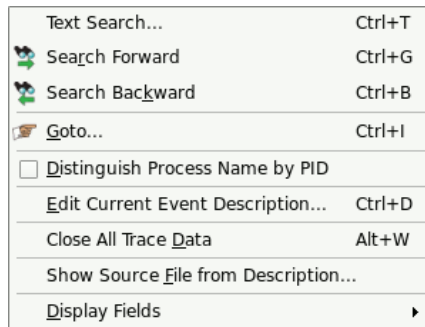 Text Search... Ctrl+T
Search Forward Ctrl+G
Search Backward Ctrl+B
Goto... Ctrl+I
Distinguish Process Name by PID
Edit Current Event Description... Ctrl+D
Close All Trace Data Alt+W
Show Source File from Description...
Display Fields